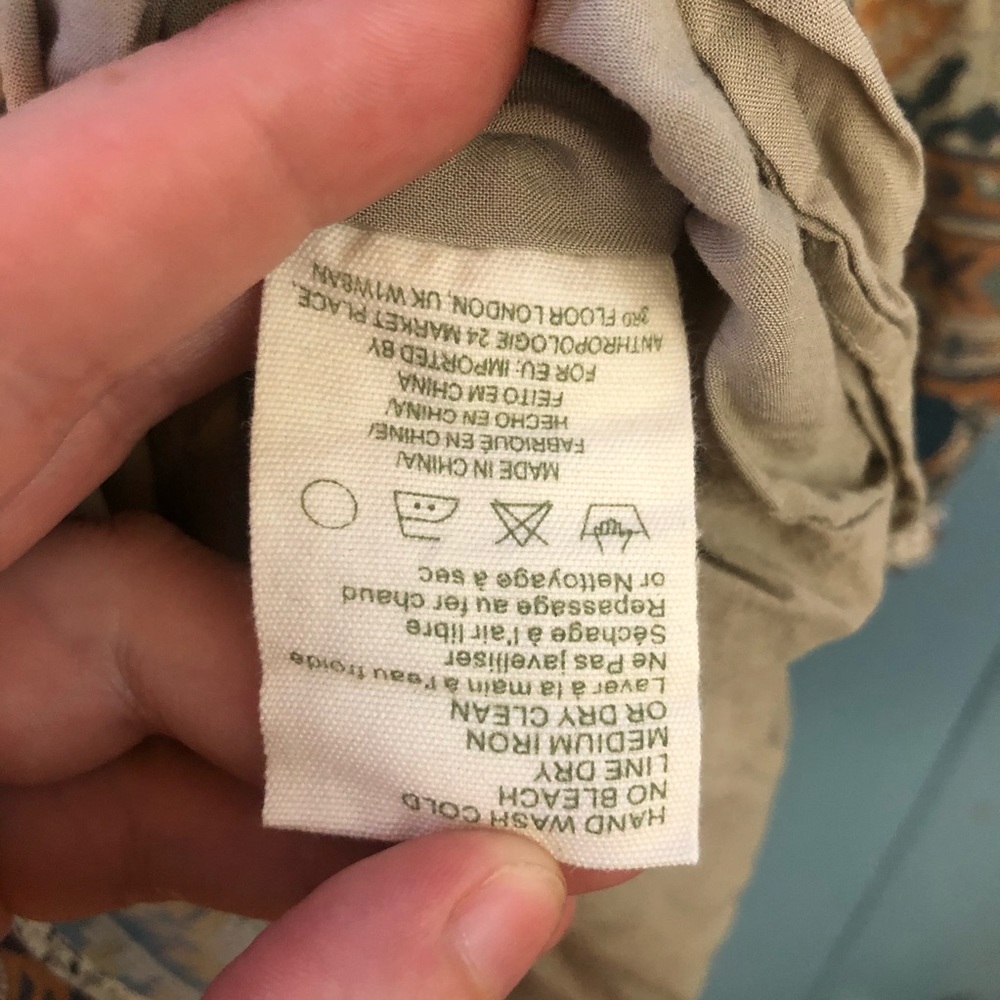 HAND WASH COLD
NO BLEACH
LINE DRY
MEDIUM IRON
OR DRY CLEAN
Laver à la main à l'eau froide
Ne Pas javelliser
Séchage à l'air libre
Repassage au fer chaud
or Nettoyage à sec
MADE IN CHINA/
FABRIQUÉ EN CHINE/
HECHO EN CHINA/
FEITO EM CHINA
FOR EU: IMPORTED BY
ANTHROPOLOGIE 24 MARKET PLACE,
3RD FLOOR LONDON, UK W1W8AN